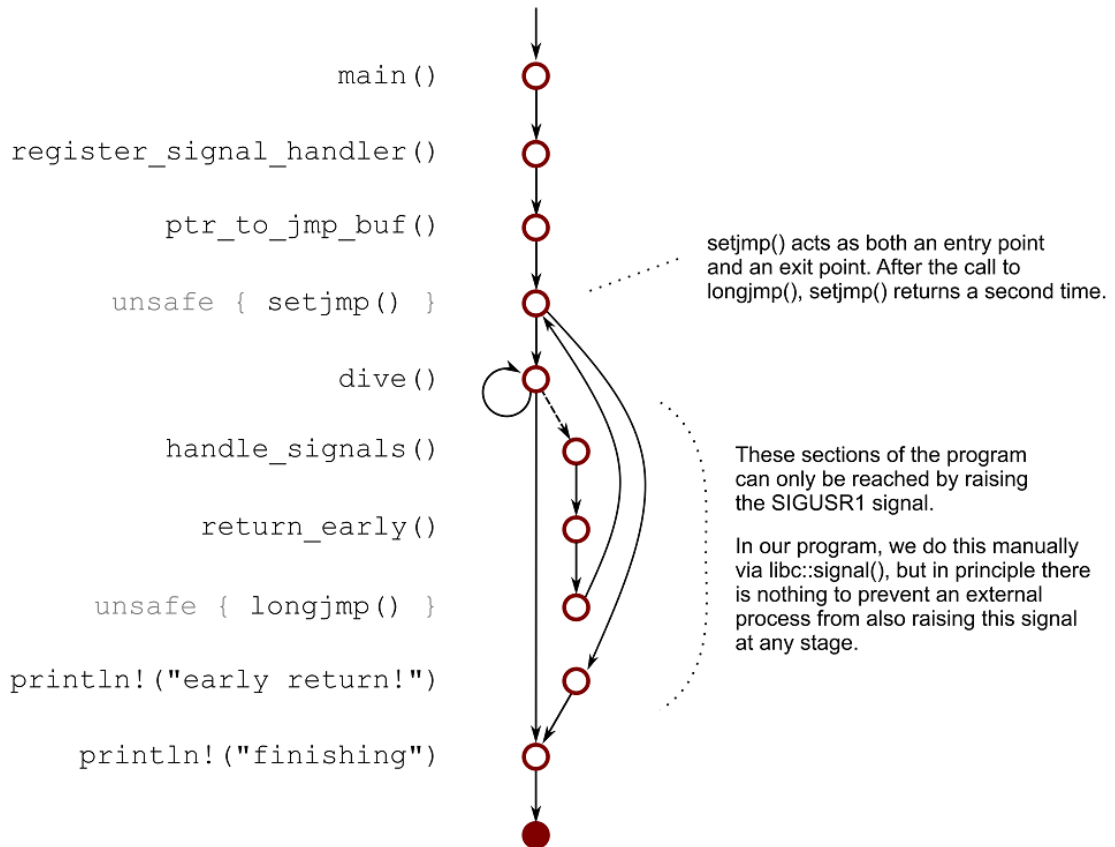 main()
register_signal_handler()
ptr_to_jmp_buf()
unsafe { setjmp() }
dive()
handle_signals()
return_early()
unsafe { longjmp() }
println!("early return!")
println!("finishing")
setjmp() acts as both an entry point
and an exit point. After the call to
longjmp(), setjmp() returns a second time.
These sections of the program
can only be reached by raising
the SIGUSR1 signal.
In our program, we do this manually
via libc::signal(), but in principle there
is nothing to prevent an external
process from also raising this signal
at any stage.